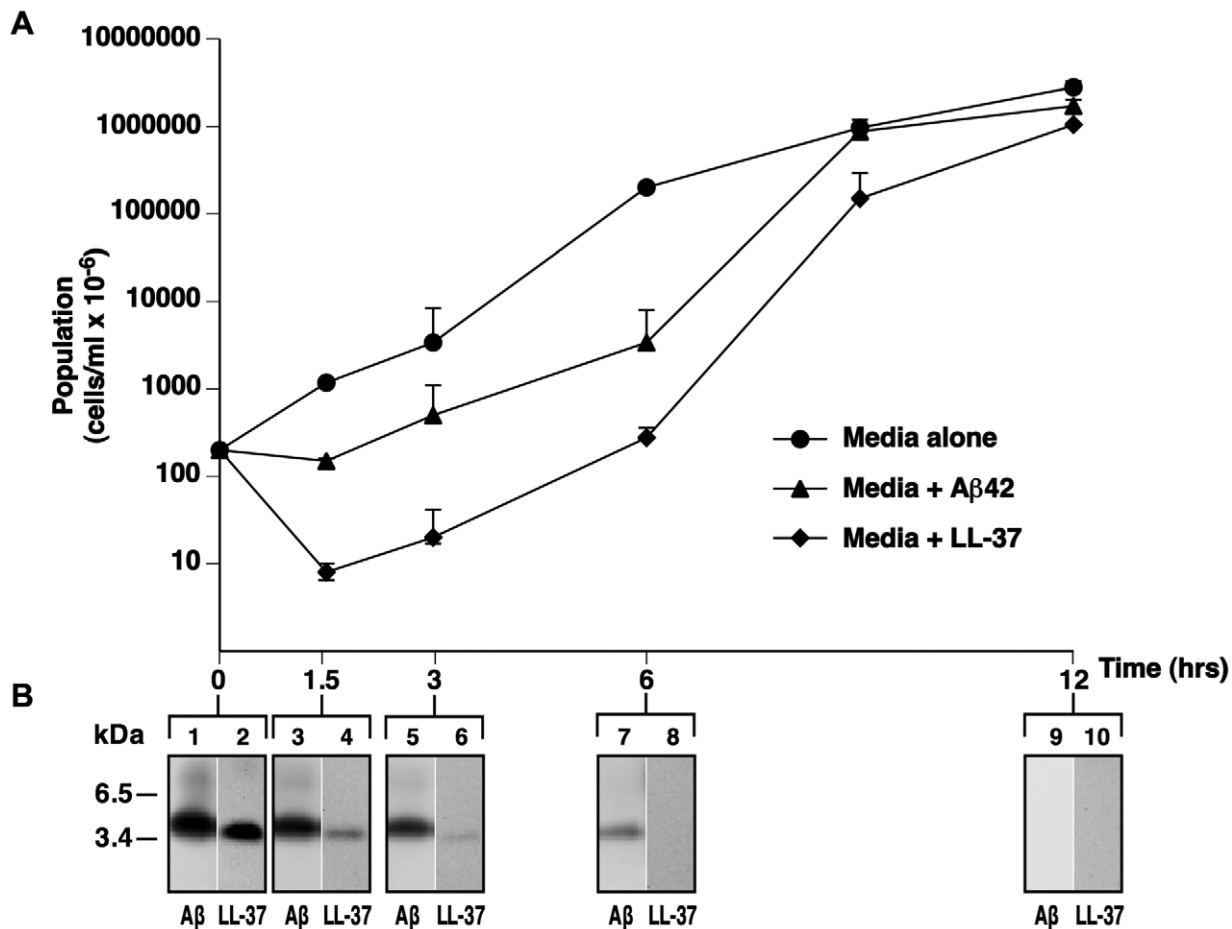 A
Population
(cells/ml x 10⁻⁶)
10000000
1000000
100000
10000
1000
100
10
Media alone
Media + Aβ42
Media + LL-37
0 1.5 3 6 12 Time (hrs)
B
kDa 1 2 3 4 5 6 7 8 9 10
6.5
3.4
Aβ LL-37 Aβ LL-37 Aβ LL-37 Aβ LL-37 Aβ LL-37